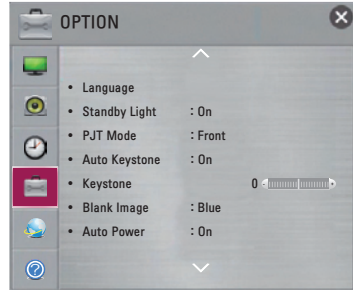 OPTION
• Language
• Standby Light : On
• PJT Mode : Front
• Auto Keystone : On
• Keystone 0
• Blank Image : Blue
• Auto Power : On